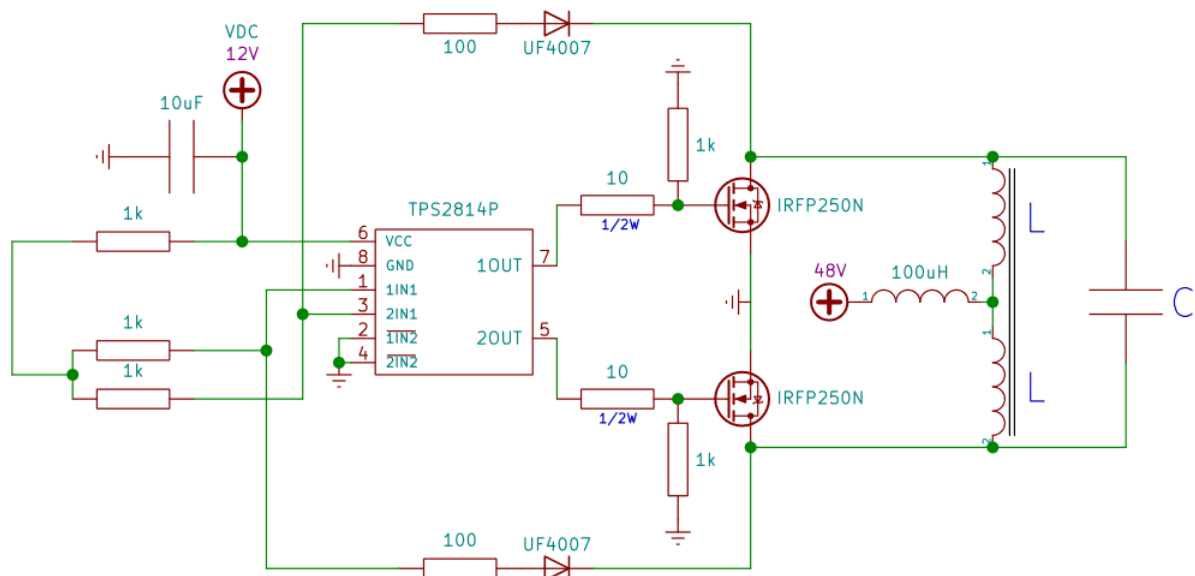 VDC
12V
100
UF4007
10uF
1k
10
1/2W
IRFP250N
1k
TPS2814P
6
VCC
8
GND
1
1IN1
3
2IN1
2
1IN2
4
2IN2
1OUT
7
2OUT
5
48V
100uH
1
2
1
L
2
1
L
2
C
1k
1k
10
1/2W
IRFP250N
1k
100
UF4007